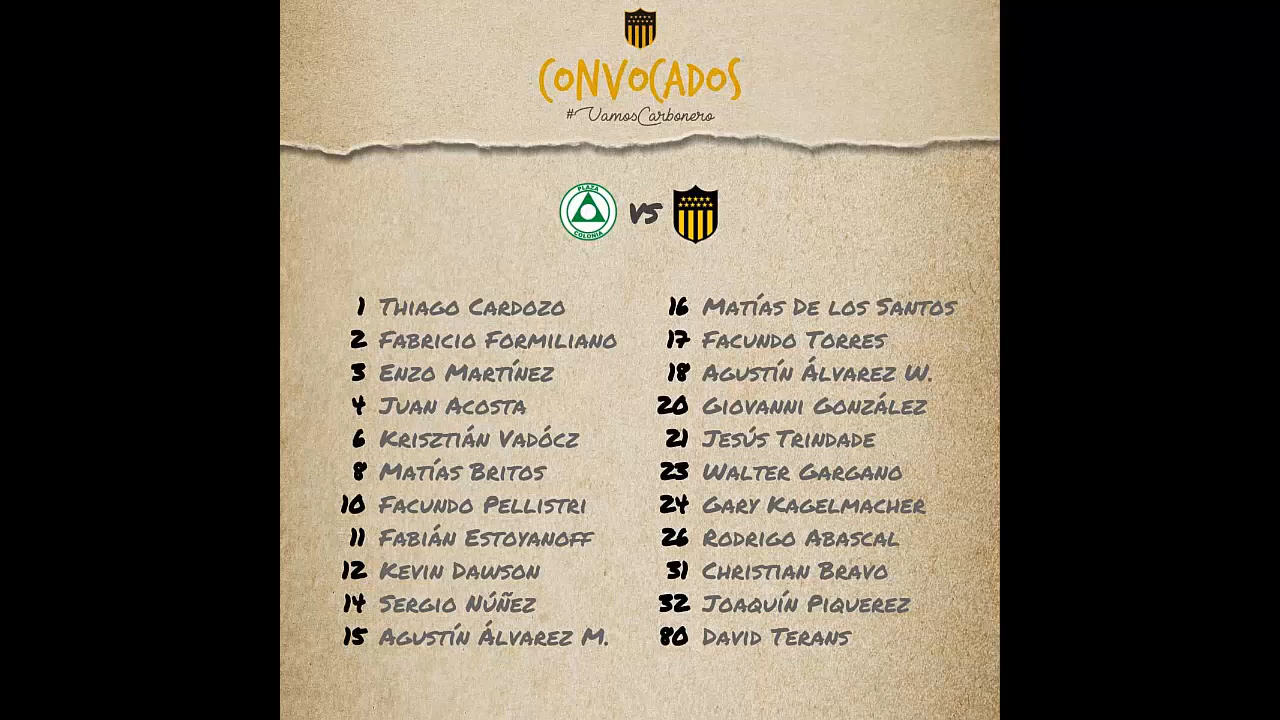 CONVOCADOS
#VamosCarbonero
PLAZA
COLONIA
VS
1 THIAGO CARDOZO
2 FABRICIO FORMILIANO
3 ENZO MARTÍNEZ
4 JUAN ACOSTA
6 KRISZTIÁN VADÓCZ
8 MATÍAS BRITOS
10 FACUNDO PELLISTRI
11 FABIÁN ESTOYANOFF
12 KEVIN DAWSON
14 SERGIO NÚÑEZ
15 AGUSTÍN ÁLVAREZ M.
16 MATÍAS DE LOS SANTOS
17 FACUNDO TORRES
18 AGUSTÍN ÁLVAREZ W.
20 GIOVANNI GONZÁLEZ
21 JESÚS TRINDADE
23 WALTER GARGANO
24 GARY KAGELMACHER
26 RODRIGO ABASCAL
31 CHRISTIAN BRAVO
32 JOAQUÍN PIQUEREZ
80 DAVID TERANS